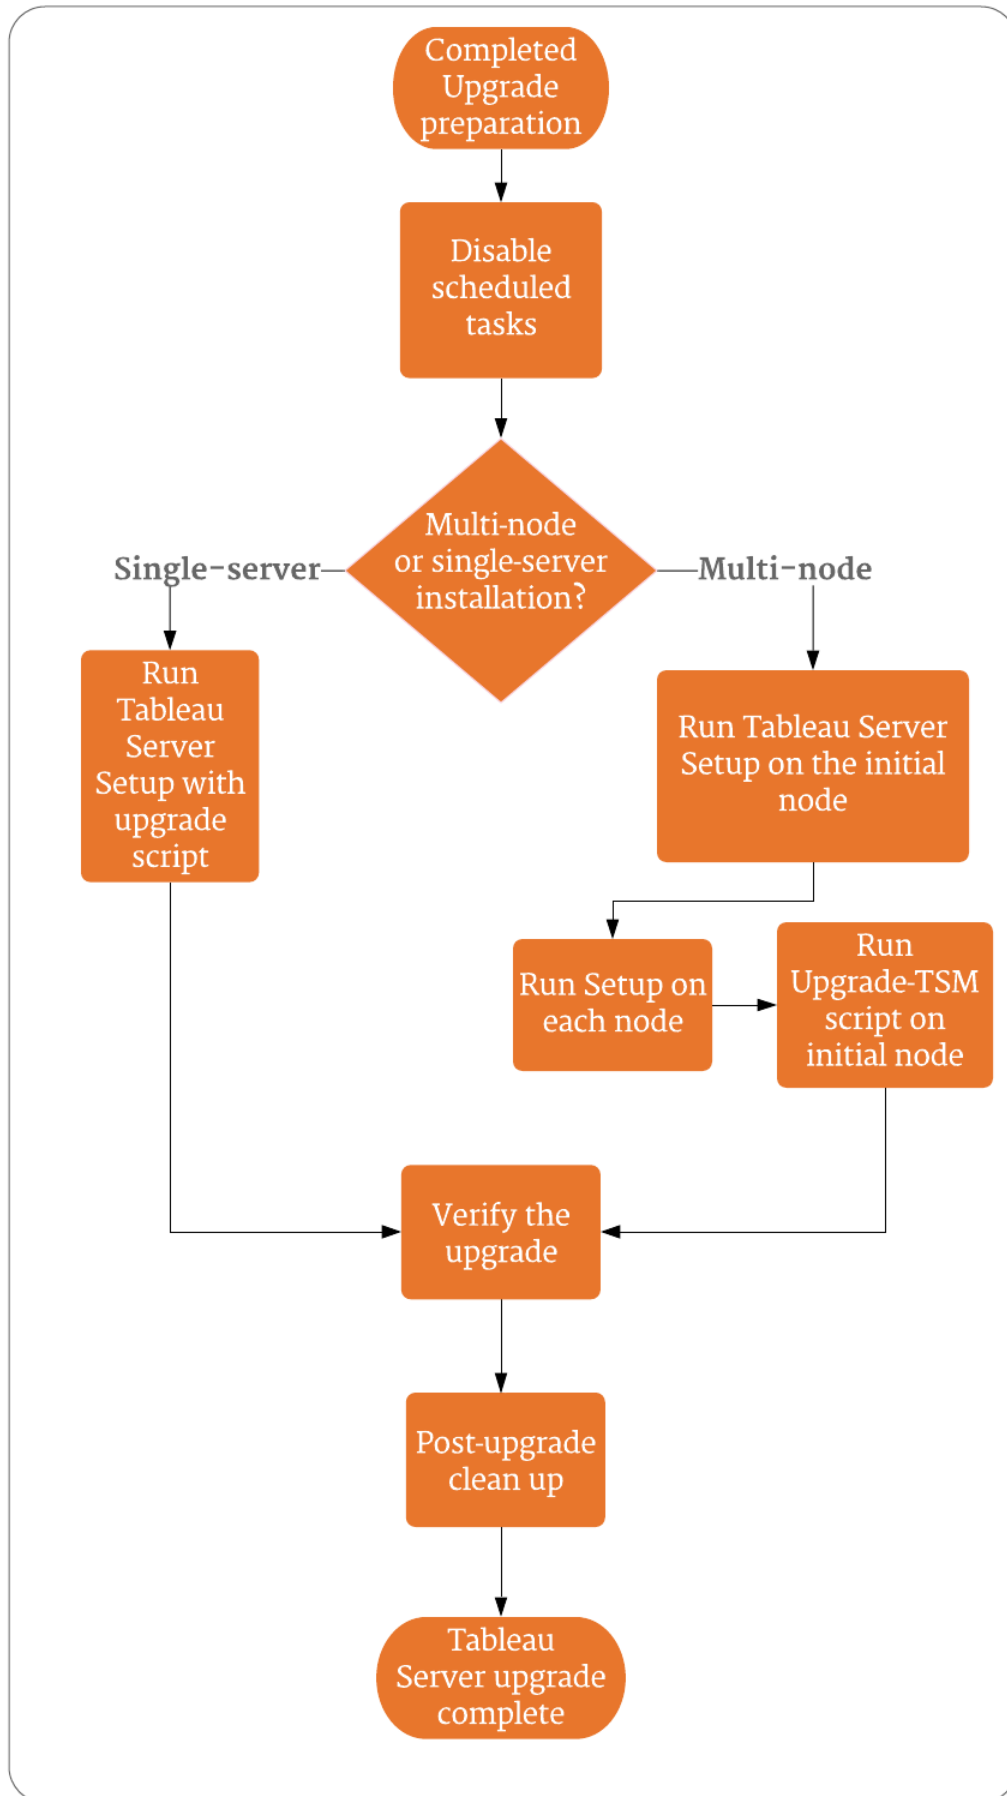 Completed
Upgrade
preparation
Disable
scheduled
tasks
Multi-node
or single-server
installation?
Single-server
Multi-node
Run
Tableau
Server
Setup with
upgrade
script
Run Tableau Server
Setup on the initial
node
Run Setup on
each node
Run
Upgrade-TSM
script on
initial node
Verify the
upgrade
Post-upgrade
clean up
Tableau
Server upgrade
complete